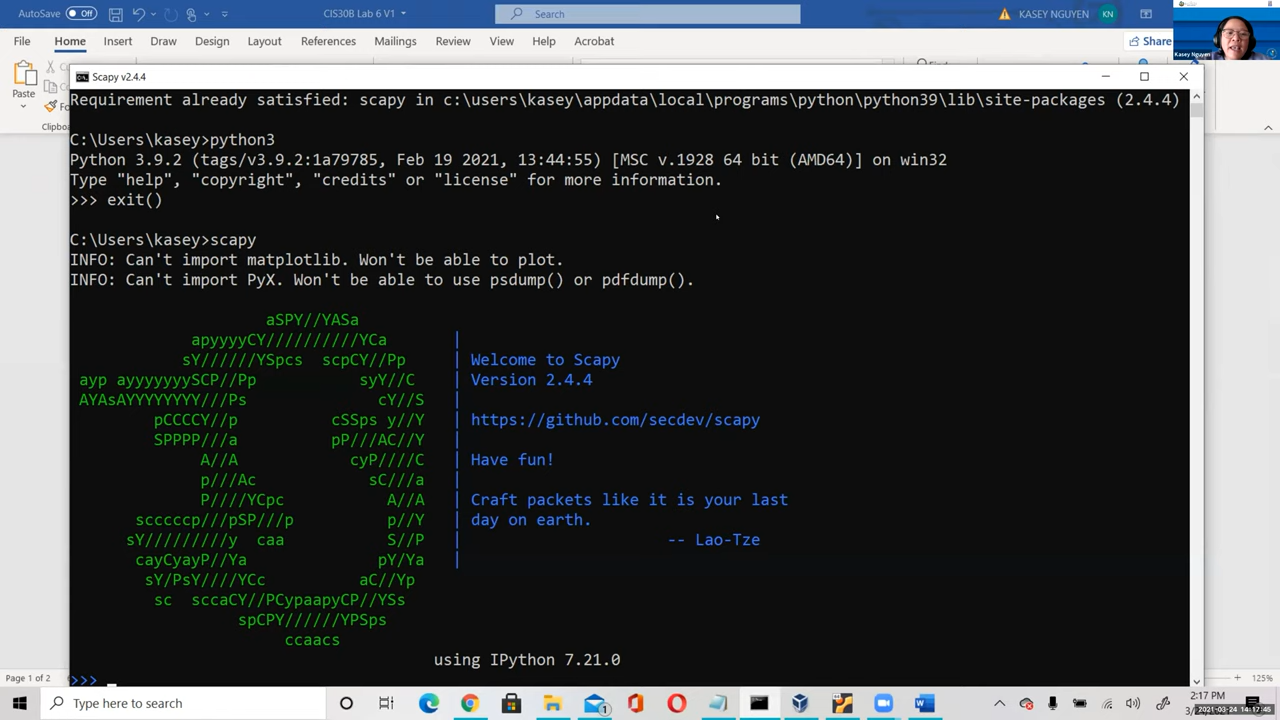 AutoSave Off CIS30B Lab 6 V1 Search KASEY NGUYEN KN
File Home Insert Draw Design Layout References Mailings Review View Help Acrobat Share
Kasey Nguyen
Paste
Clipboard
Scapy v2.4.4
Requirement already satisfied: scapy in c:\users\kasey\appdata\local\programs\python\python39\lib\site-packages (2.4.4)
C:\Users\kasey>python3
Python 3.9.2 (tags/v3.9.2:1a79785, Feb 19 2021, 13:44:55) [MSC v.1928 64 bit (AMD64)] on win32
Type "help", "copyright", "credits" or "license" for more information.
>>> exit()
C:\Users\kasey>scapy
INFO: Can't import matplotlib. Won't be able to plot.
INFO: Can't import PyX. Won't be able to use psdump() or pdfdump().
aSPY//YASa
apyyyyCY//////////YCa |
sY//////YSpcs scpCY//Pp | Welcome to Scapy
ayp ayyyyyyySCP//Pp syY//C | Version 2.4.4
AYAsAYYYYYYYY///Ps cY//S |
pCCCCY//p cSSps y//Y | https://github.com/secdev/scapy
SPPPP///a pP///AC//Y |
A//A cyP////C | Have fun!
p///Ac sC///a |
P////YCpc A//A | Craft packets like it is your last
scccccp///pSP///p p//Y | day on earth.
sY/////////y caa S//P | -- Lao-Tze
cayCyayP//Ya pY/Ya |
sY/PsY////YCc aC//Yp
sc sccaCY//PCypaapyCP//YSs
spCPY//////YPSps
ccaacs
using IPython 7.21.0
>>>
Page 1 of 2 125%
Type here to search 2:17 PM
2021-03-24 14:17:45